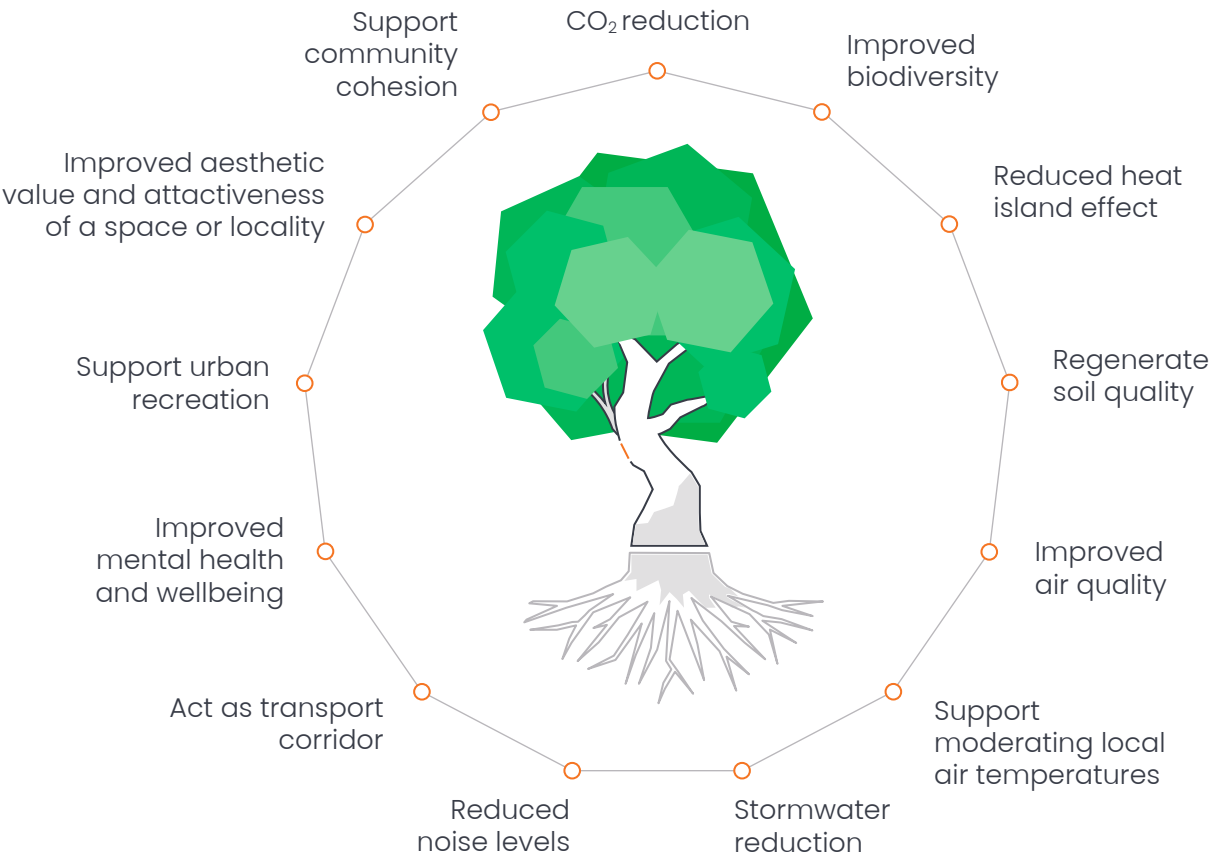 CO₂ reduction
Improved
biodiversity
Reduced heat
island effect
Regenerate
soil quality
Improved
air quality
Support
moderating local
air temperatures
Stormwater
reduction
Reduced
noise levels
Act as transport
corridor
Improved
mental health
and wellbeing
Support urban
recreation
Improved aesthetic
value and attactiveness
of a space or locality
Support
community
cohesion